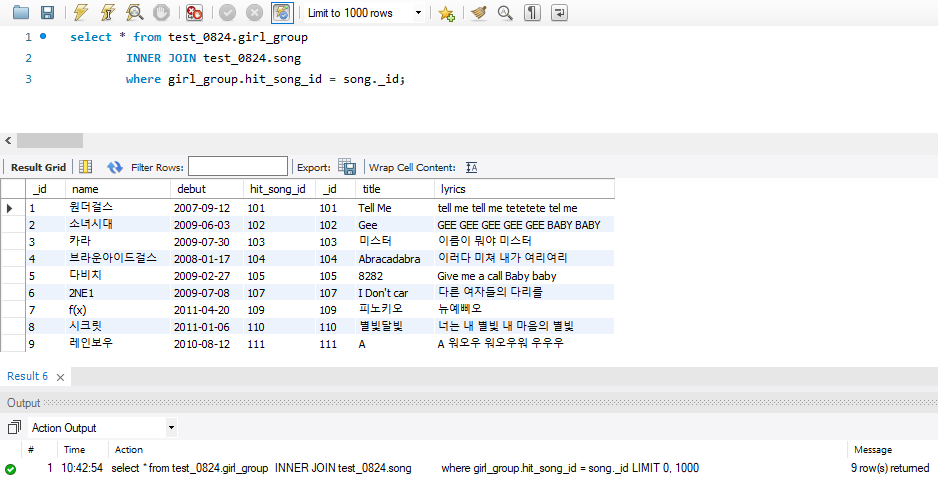 Limit to 1000 rows
1 select * from test_0824.girl_group
2 INNER JOIN test_0824.song
3 where girl_group.hit_song_id = song._id;
Result Grid Filter Rows: Export: Wrap Cell Content: IA
_id name debut hit_song_id _id title lyrics
1 원더걸스 2007-09-12 101 101 Tell Me tell me tell me tetetete tel me
2 소녀시대 2009-06-03 102 102 Gee GEE GEE GEE GEE GEE BABY BABY
3 카라 2009-07-30 103 103 미스터 이름이 뭐야 미스터
4 브라운아이드걸스 2008-01-17 104 104 Abracadabra 이러다 미쳐 내가 여리여리
5 다비치 2009-02-27 105 105 8282 Give me a call Baby baby
6 2NE1 2009-07-08 107 107 I Don't car 다른 여자들의 다리를
7 f(x) 2011-04-20 109 109 피노키오 뉴예삐오
8 시크릿 2011-01-06 110 110 별빛달빛 너는 내 별빛 내 마음의 별빛
9 레인보우 2010-08-12 111 111 A A 워오우 워오우워 우우우
Result 6
Output
Action Output
# Time Action Message
1 10:42:54 select * from test_0824.girl_group INNER JOIN test_0824.song where girl_group.hit_song_id = song._id LIMIT 0, 1000 9 row(s) returned